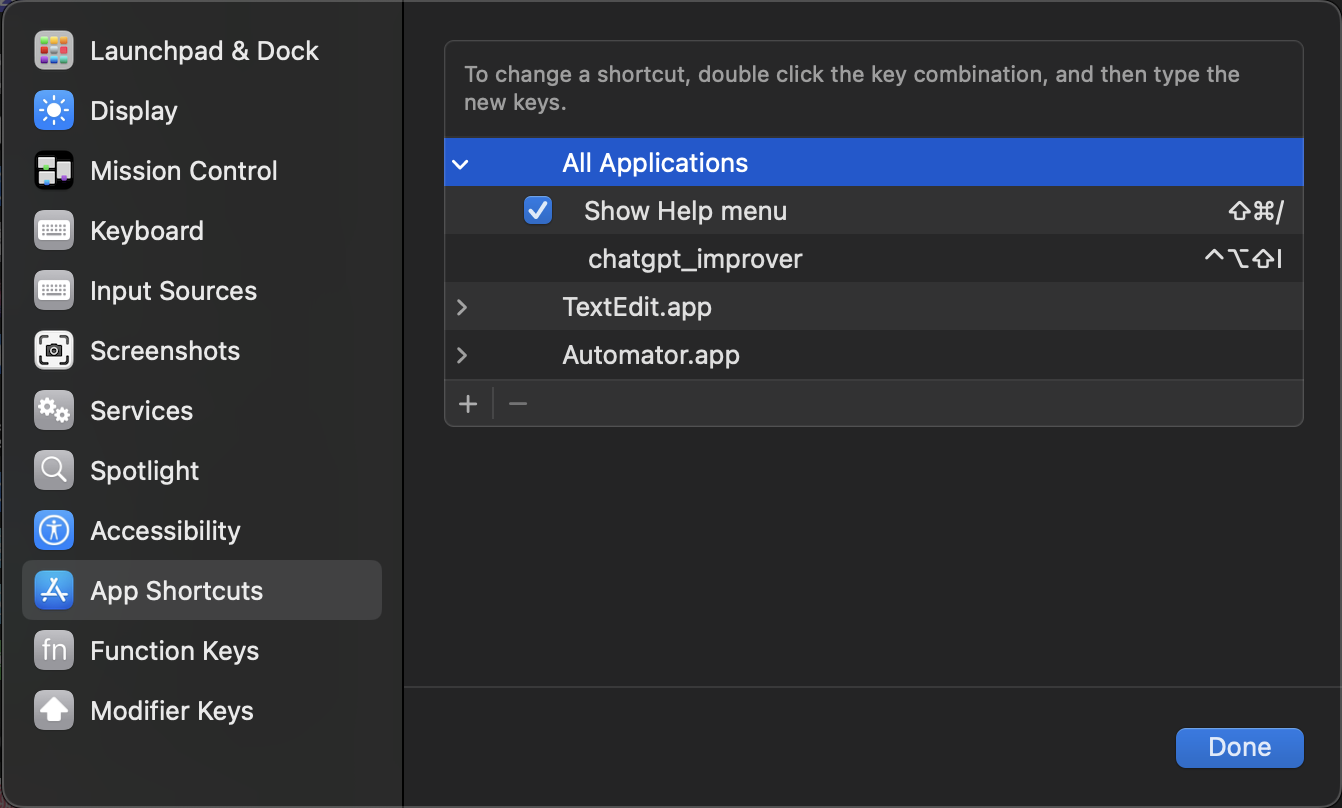 Launchpad & Dock
Display
Mission Control
Keyboard
Input Sources
Screenshots
Services
Spotlight
Accessibility
App Shortcuts
fn Function Keys
Modifier Keys
To change a shortcut, double click the key combination, and then type the
new keys.
All Applications
Show Help menu ⇧⌘/
chatgpt_improver ^⌥⇧I
TextEdit.app
Automator.app
+ −
Done